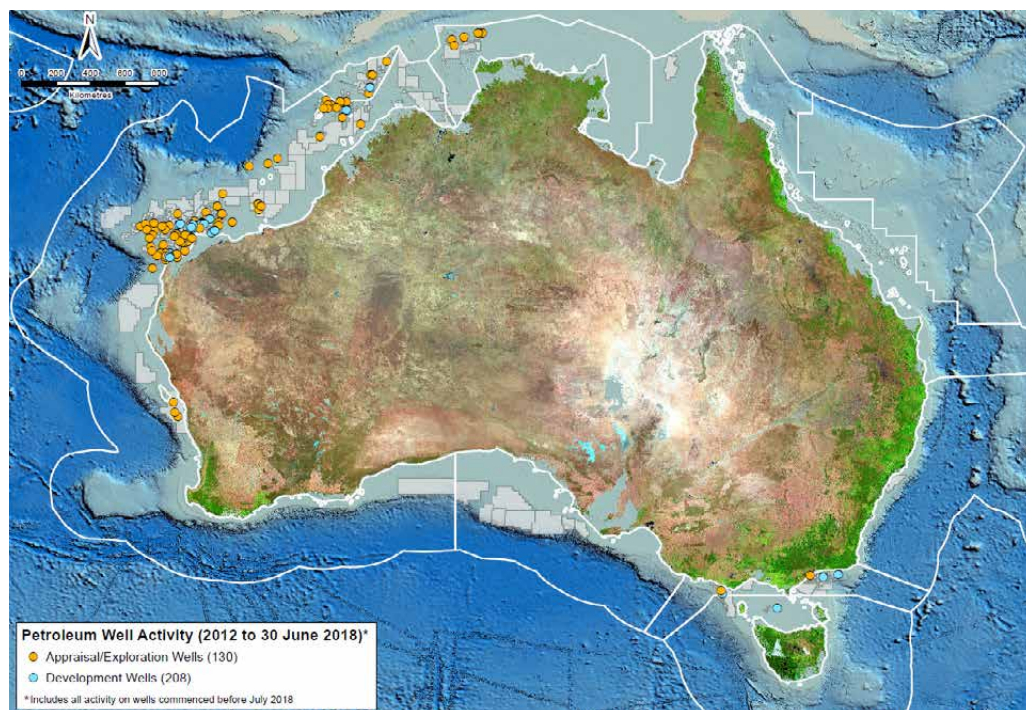 N
0 200 400 600 800
Kilometres
Petroleum Well Activity (2012 to 30 June 2018)*
Appraisal/Exploration Wells (130)
Development Wells (208)
*Includes all activity on wells commenced before July 2018